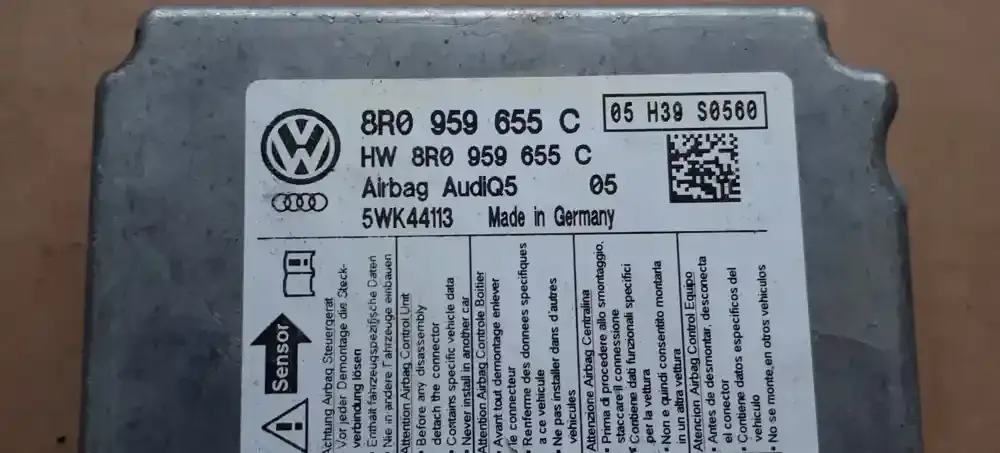 8R0 959 655 C
05 H39 S0560
HW 8R0 959 655 C
Airbag AudiQ5 05
5WK44113 Made in Germany
Sensor
Achtung Airbag Steuergerät
Vor jeder Demontage die Steck-
verbindung lösen
• Enthält fahrzeugspezifische Daten
• Nie in andere Fahrzeuge einbauen
Attention Airbag Control Unit
• Before any disassembly
detach the connector
• Contains specific vehicle data
• Never install in another car
Attention Airbag Controle Boitier
• Avant tout demontage enlever
le connecteur
• Renferme des donnees specifiques
a ce vehicule
• Ne pas installer dans d'autres
vehicules
Attenzione Airbag Centralina
• Prima di procedere allo smontaggio,
staccare il connessione
• Contiene dati funzionali specifici
per la vettura
• Non e quindi consentito montarla
in un altra vettura
Atencion Airbag Control Equipo
• Antes de desmontar, desconecta
el conector
• Contiene datos especificos del
vehiculo
• No se monte,en otros vehiculos